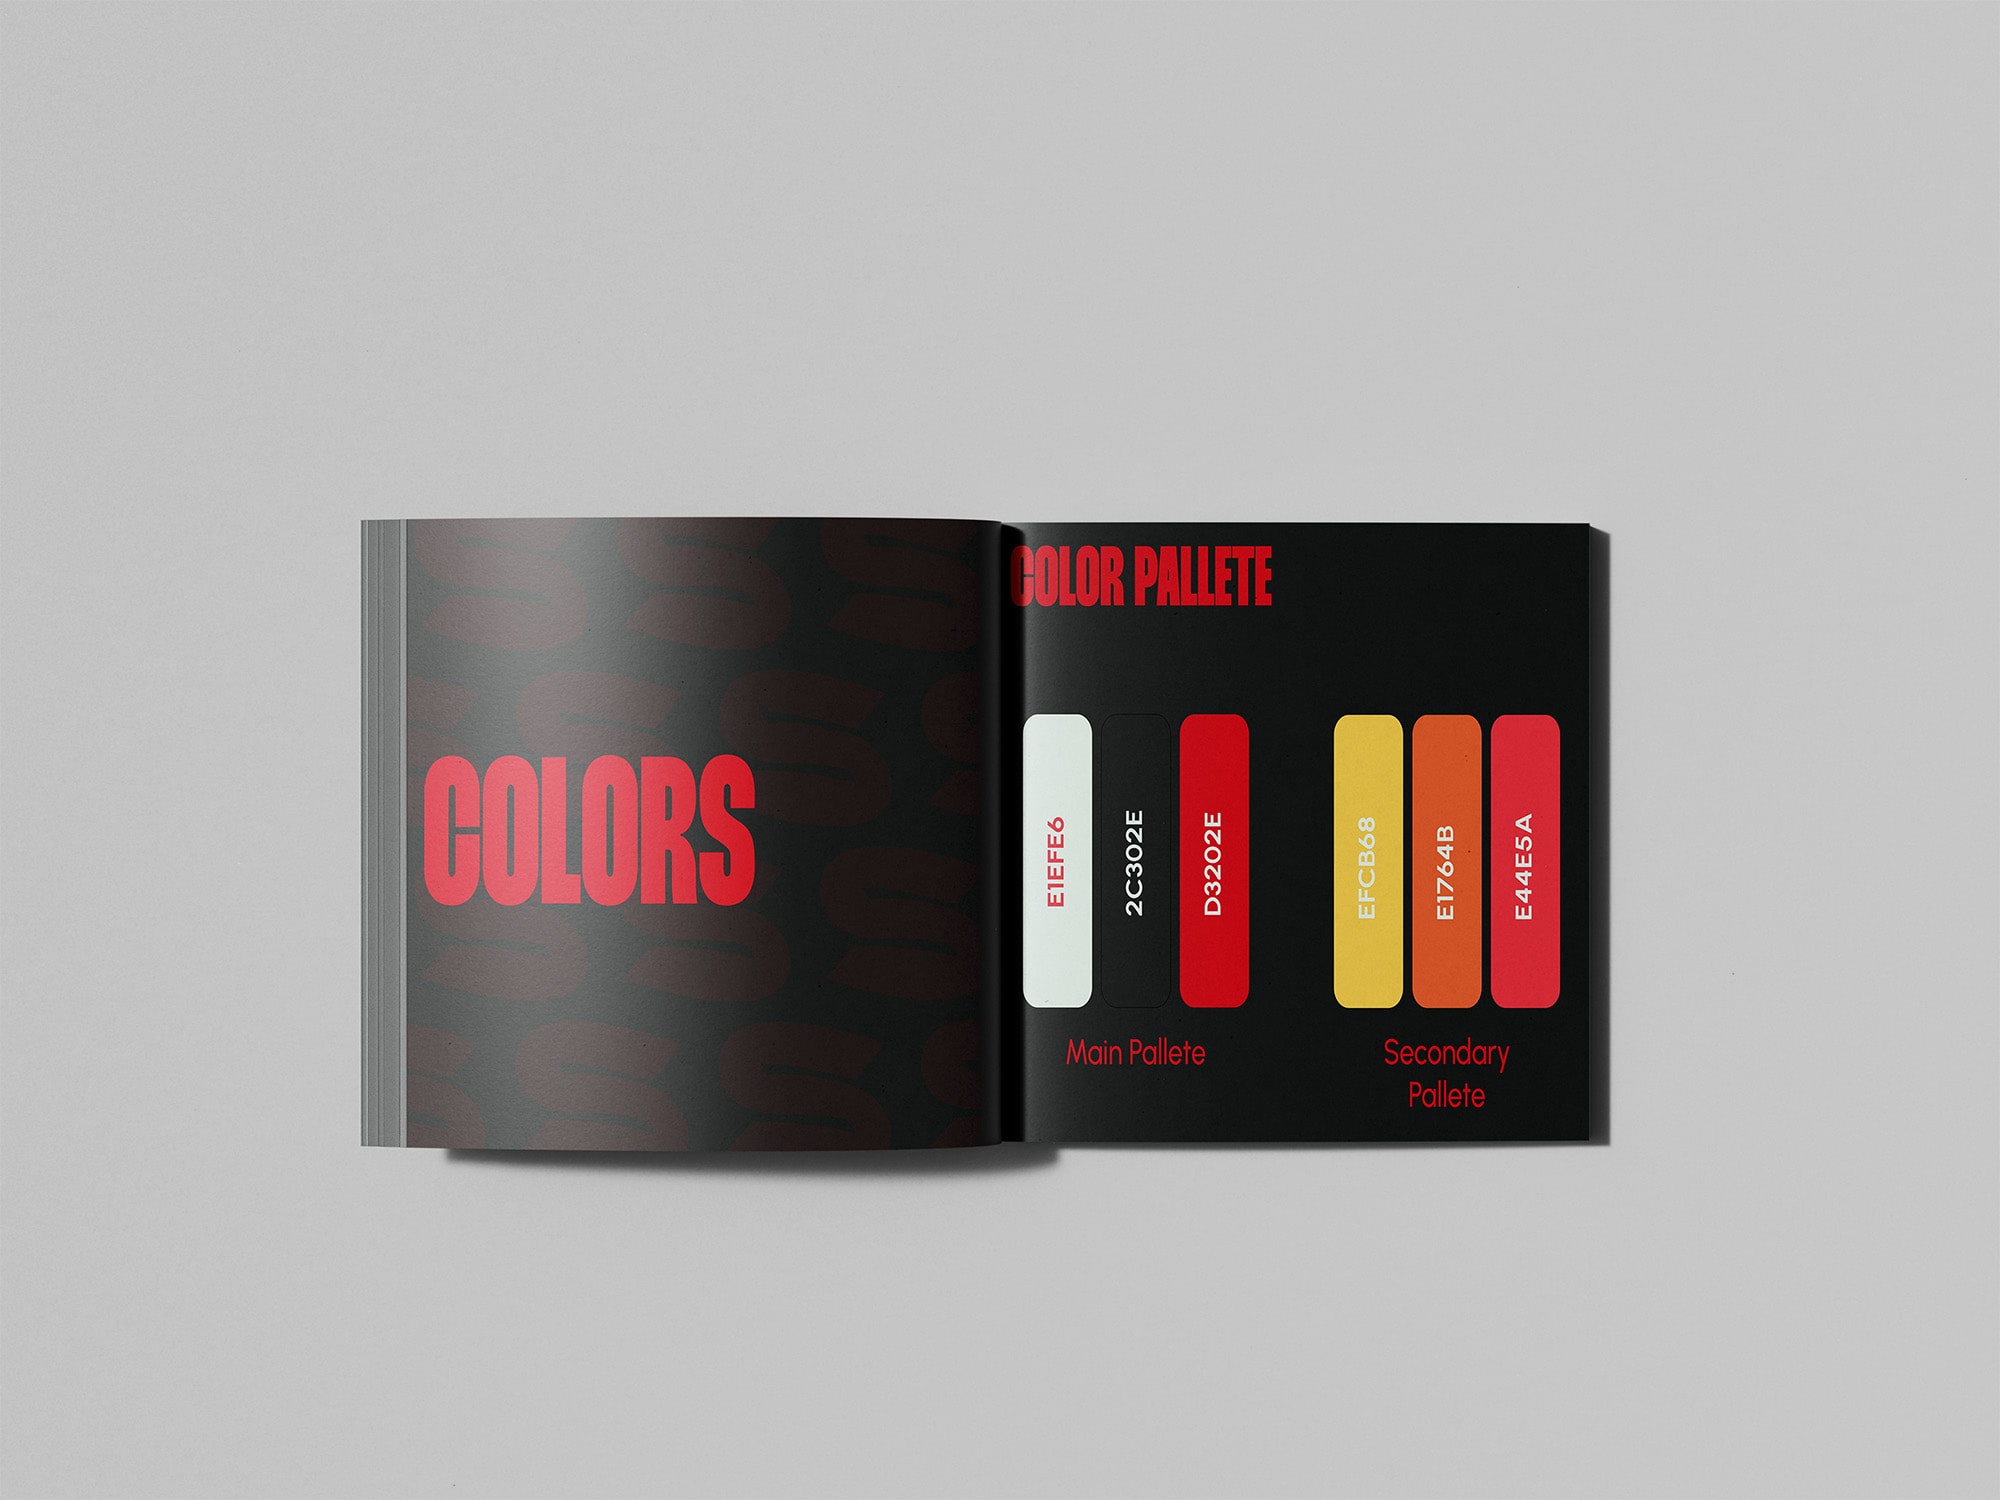 COLORS
COLOR PALLETE
E1EFE6
2C302E
D3202E
EFCB68
E1764B
E44E5A
Main Pallete
Secondary
Pallete